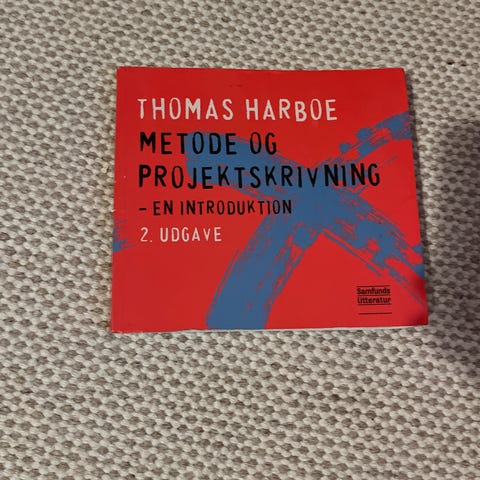 THOMAS HARBOE
METODE OG
PROJEKTSKRIVNING
– EN INTRODUKTION
2. UDGAVE
Samfunds
litteratur